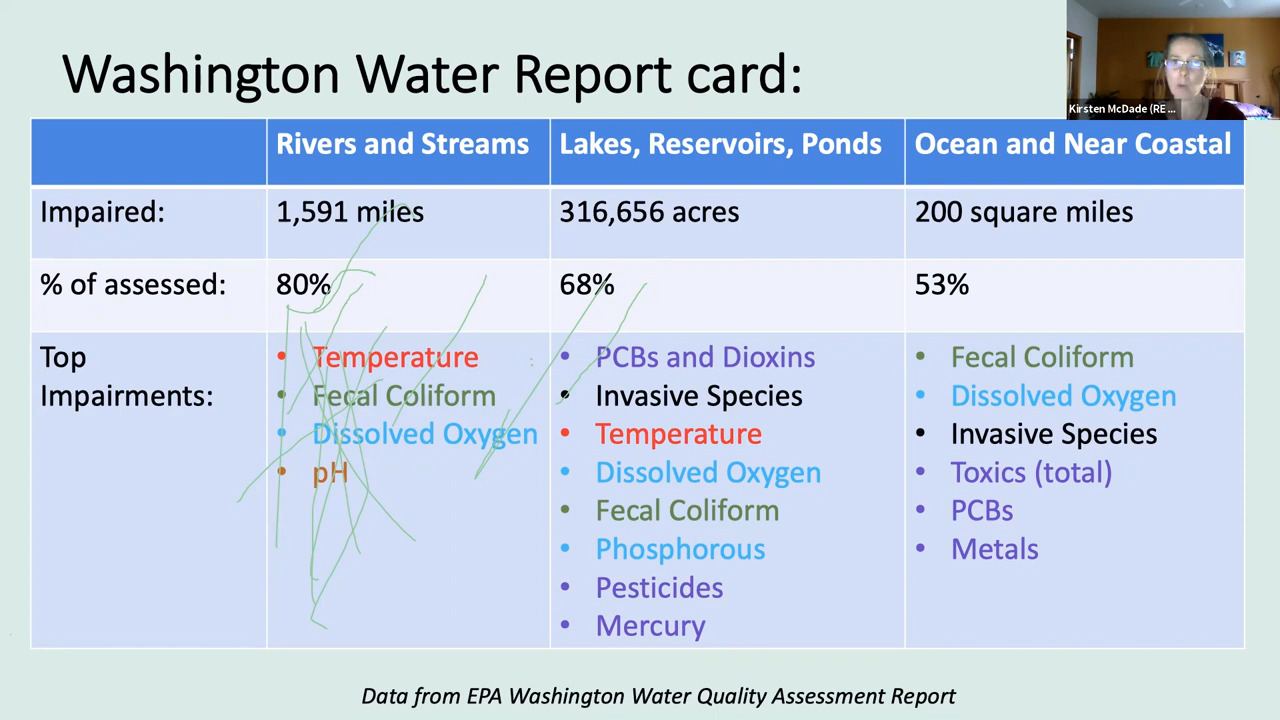 Washington Water Report card:
Kirsten McDade (RE ...
Rivers and Streams
Lakes, Reservoirs, Ponds
Ocean and Near Coastal
Impaired:
1,591 miles
316,656 acres
200 square miles
% of assessed:
80%
68%
53%
Top
Impairments:
• Temperature
• Fecal Coliform
• Dissolved Oxygen
• pH
• PCBs and Dioxins
• Invasive Species
• Temperature
• Dissolved Oxygen
• Fecal Coliform
• Phosphorous
• Pesticides
• Mercury
• Fecal Coliform
• Dissolved Oxygen
• Invasive Species
• Toxics (total)
• PCBs
• Metals
Data from EPA Washington Water Quality Assessment Report